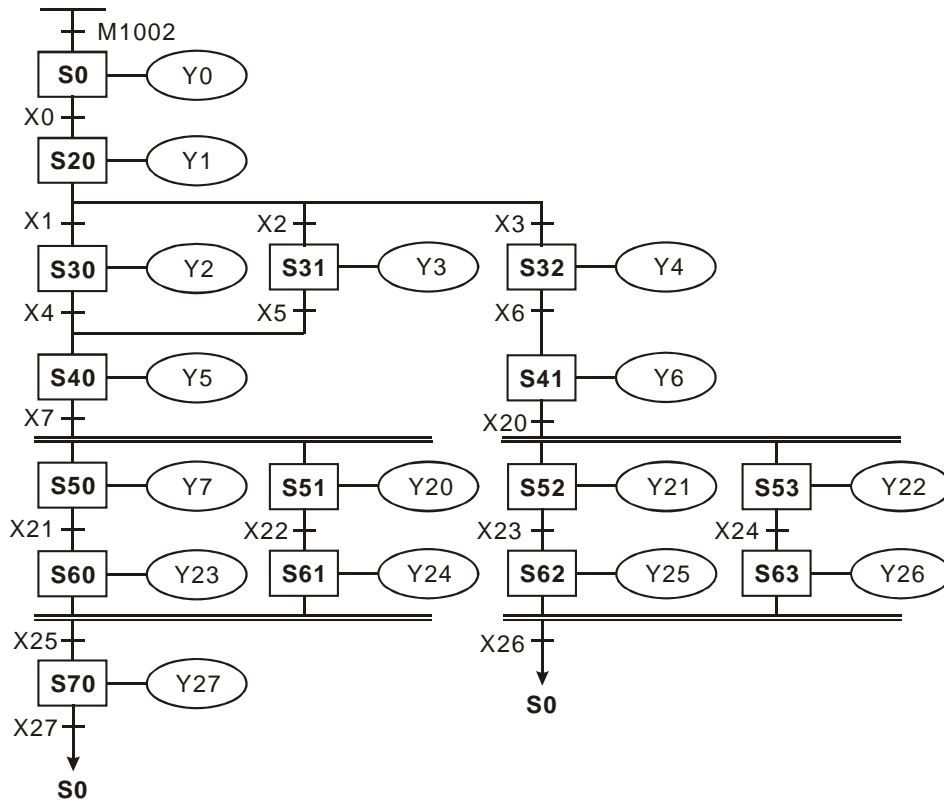 M1002
S0 Y0
X0
S20 Y1
X1 X2 X3
S30 Y2 S31 Y3 S32 Y4
X4 X5 X6
S40 Y5 S41 Y6
X7 X20
S50 Y7 S51 Y20 S52 Y21 S53 Y22
X21 X22 X23 X24
S60 Y23 S61 Y24 S62 Y25 S63 Y26
X25 X26
S70 Y27 S0
X27
S0